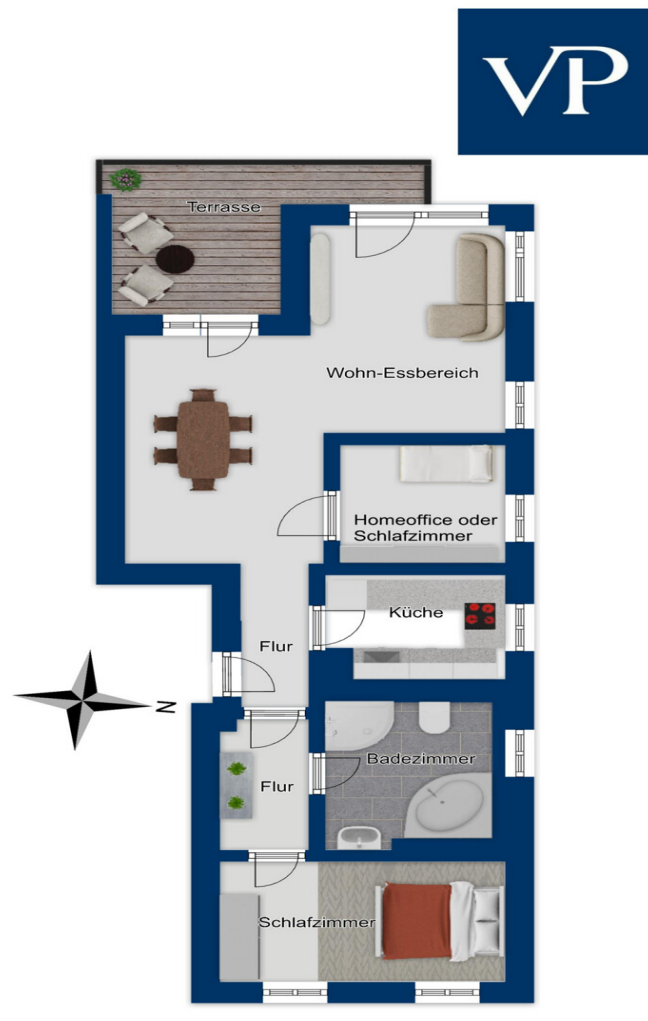 VP
Terrasse
Wohn-Essbereich
Homeoffice oder
Schlafzimmer
Küche
Flur
N
Badezimmer
Flur
Schlafzimmer